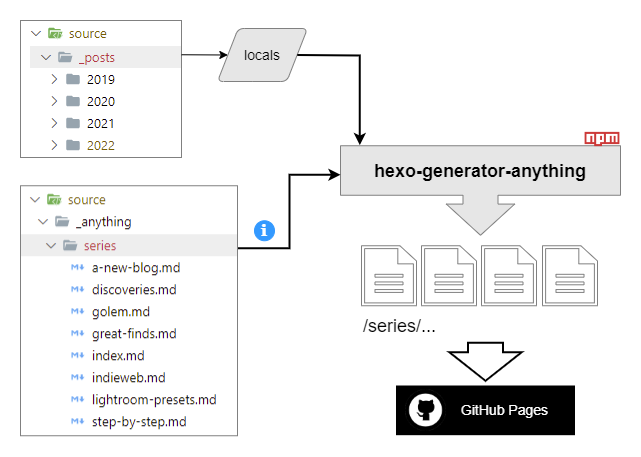 source
_posts
2019
2020
2021
2022
locals
npm
hexo-generator-anything
source
_anything
series
a-new-blog.md
discoveries.md
golem.md
great-finds.md
index.md
indieweb.md
lightroom-presets.md
step-by-step.md
i
/series/...
GitHub Pages